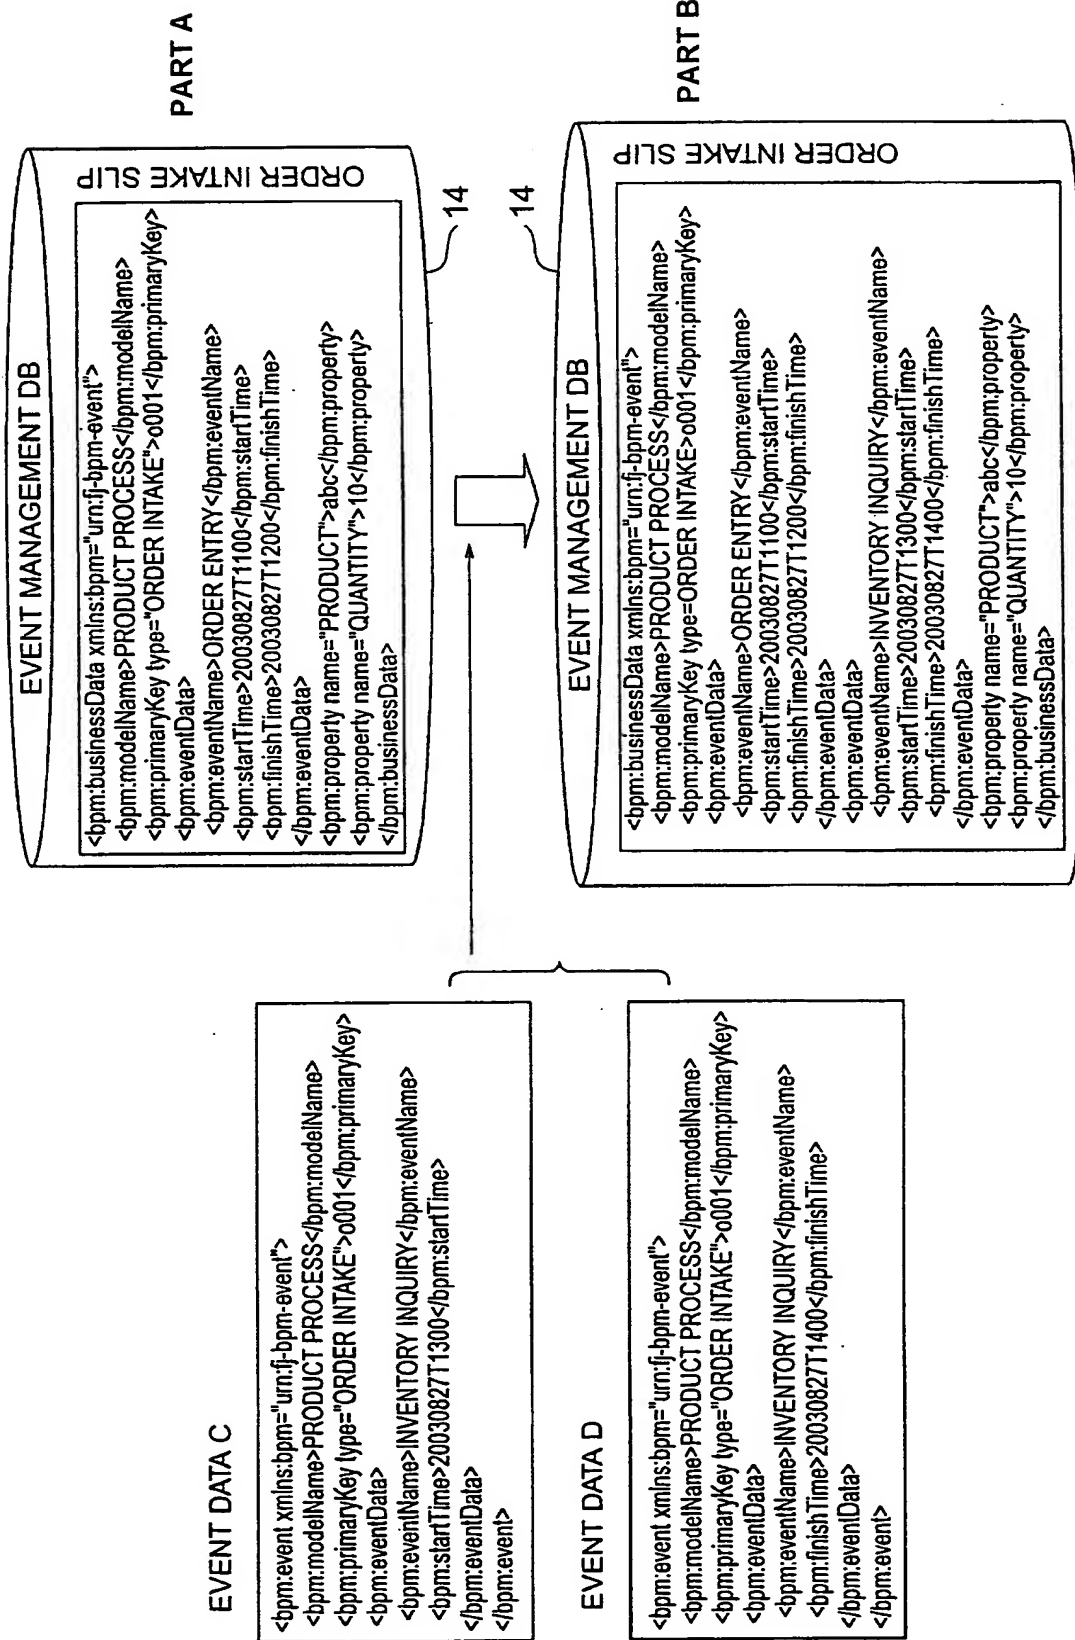 EVENT DATA C
<bpm:event xmlns:bpm="urn:fj-bpm-event">
<bpm:modelName>PRODUCT PROCESS</bpm:modelName>
<bpm:primaryKey type="ORDER INTAKE">o001</bpm:primaryKey>
<bpm:eventData>
<bpm:eventName>INVENTORY INQUIRY</bpm:eventName>
<bpm:startTime>20030827T1300</bpm:startTime>
</bpm:eventData>
</bpm:event>
EVENT DATA D
<bpm:event xmlns:bpm="urn:fj-bpm-event">
<bpm:modelName>PRODUCT PROCESS</bpm:modelName>
<bpm:primaryKey type="ORDER INTAKE">o001</bpm:primaryKey>
<bpm:eventData>
<bpm:eventName>INVENTORY INQUIRY</bpm:eventName>
<bpm:finishTime>20030827T1400</bpm:finishTime>
</bpm:eventData>
</bpm:event>
PART A
EVENT MANAGEMENT DB
ORDER INTAKE SLIP
<bpm:businessData xmlns:bpm="urn:fj-bpm-event">
<bpm:modelName>PRODUCT PROCESS</bpm:modelName>
<bpm:primaryKey type="ORDER INTAKE">o001</bpm:primaryKey>
<bpm:eventData>
<bpm:eventName>ORDER ENTRY</bpm:eventName>
<bpm:startTime>20030827T1100</bpm:startTime>
<bpm:finishTime>20030827T1200</bpm:finishTime>
</bpm:eventData>
<bpm:property name="PRODUCT">abc</bpm:property>
<bpm:property name="QUANTITY">10</bpm:property>
</bpm:businessData>
14
14
PART B
EVENT MANAGEMENT DB
ORDER INTAKE SLIP
<bpm:businessData xmlns:bpm="urn:fj-bpm-event">
<bpm:modelName>PRODUCT PROCESS</bpm:modelName>
<bpm:primaryKey type=ORDER INTAKE>o001</bpm:primaryKey>
<bpm:eventData>
<bpm:eventName>ORDER ENTRY</bpm:eventName>
<bpm:startTime>20030827T1100</bpm:startTime>
<bpm:finishTime>20030827T1200</bpm:finishTime>
</bpm:eventData>
<bpm:eventData>
<bpm:eventName>INVENTORY INQUIRY</bpm:eventName>
<bpm:startTime>20030827T1300</bpm:startTime>
<bpm:finishTime>20030827T1400</bpm:finishTime>
</bpm:eventData>
<bpm:property name="PRODUCT">abc</bpm:property>
<bpm:property name="QUANTITY">10</bpm:property>
</bpm:businessData>